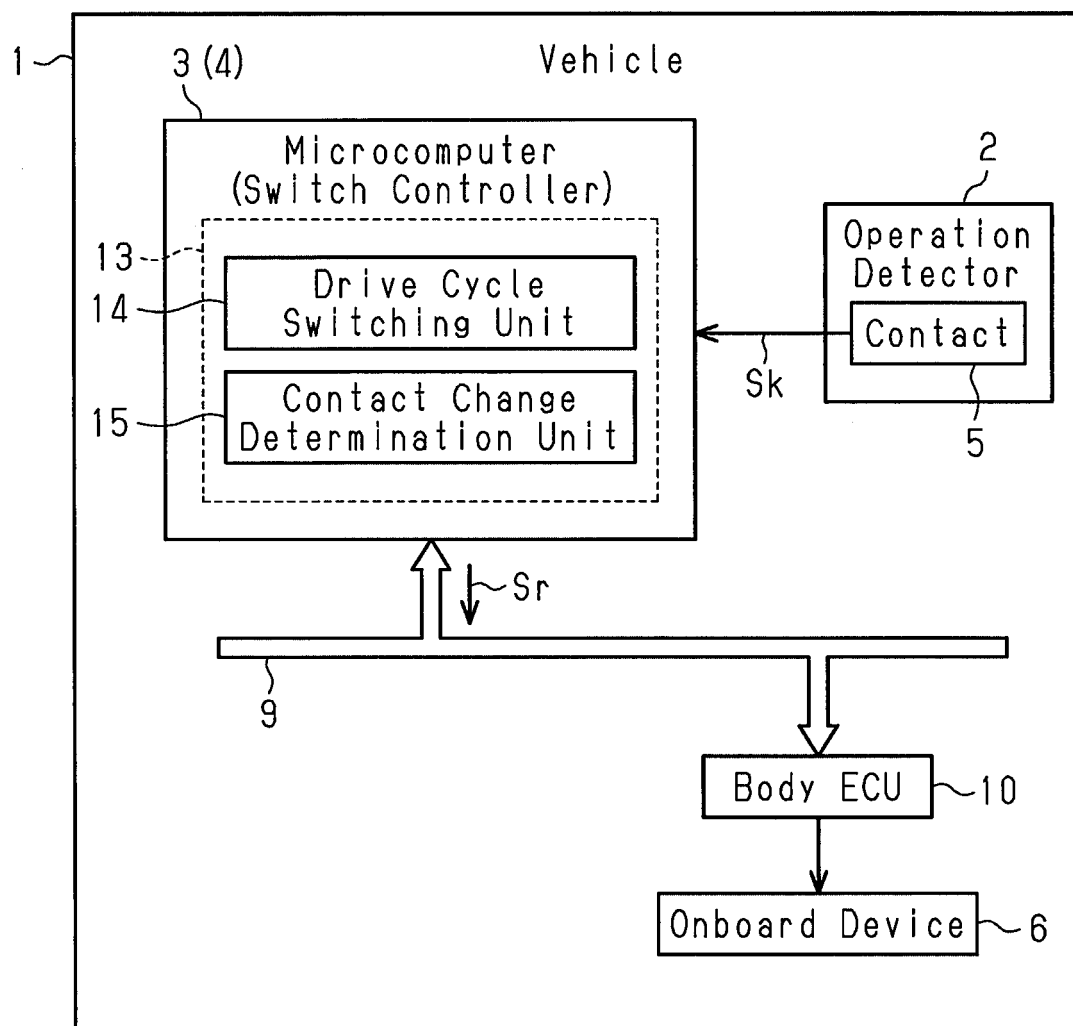 1
3(4)
Vehicle
Microcomputer
(Switch Controller)
2
13
Operation
Detector
14
Drive Cycle
Switching Unit
Contact
Sk
5
15
Contact Change
Determination Unit
Sr
9
Body ECU
10
Onboard Device
6